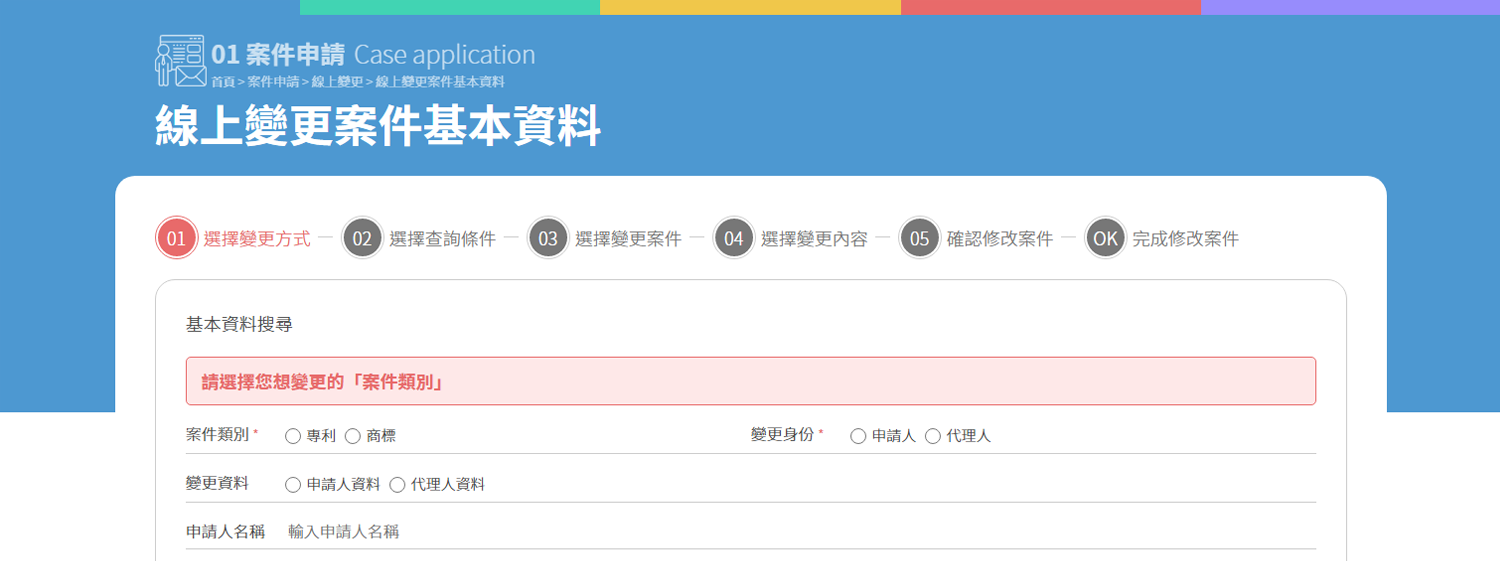 01 案件申請 Case application
首頁 > 案件申請 > 線上變更 > 線上變更案件基本資料
線上變更案件基本資料
01 選擇變更方式 02 選擇查詢條件 03 選擇變更案件 04 選擇變更內容 05 確認修改案件 OK 完成修改案件
基本資料搜尋
請選擇您想變更的「案件類別」
案件類別 * 專利 商標 變更身份 * 申請人 代理人
變更資料 申請人資料 代理人資料
申請人名稱 輸入申請人名稱